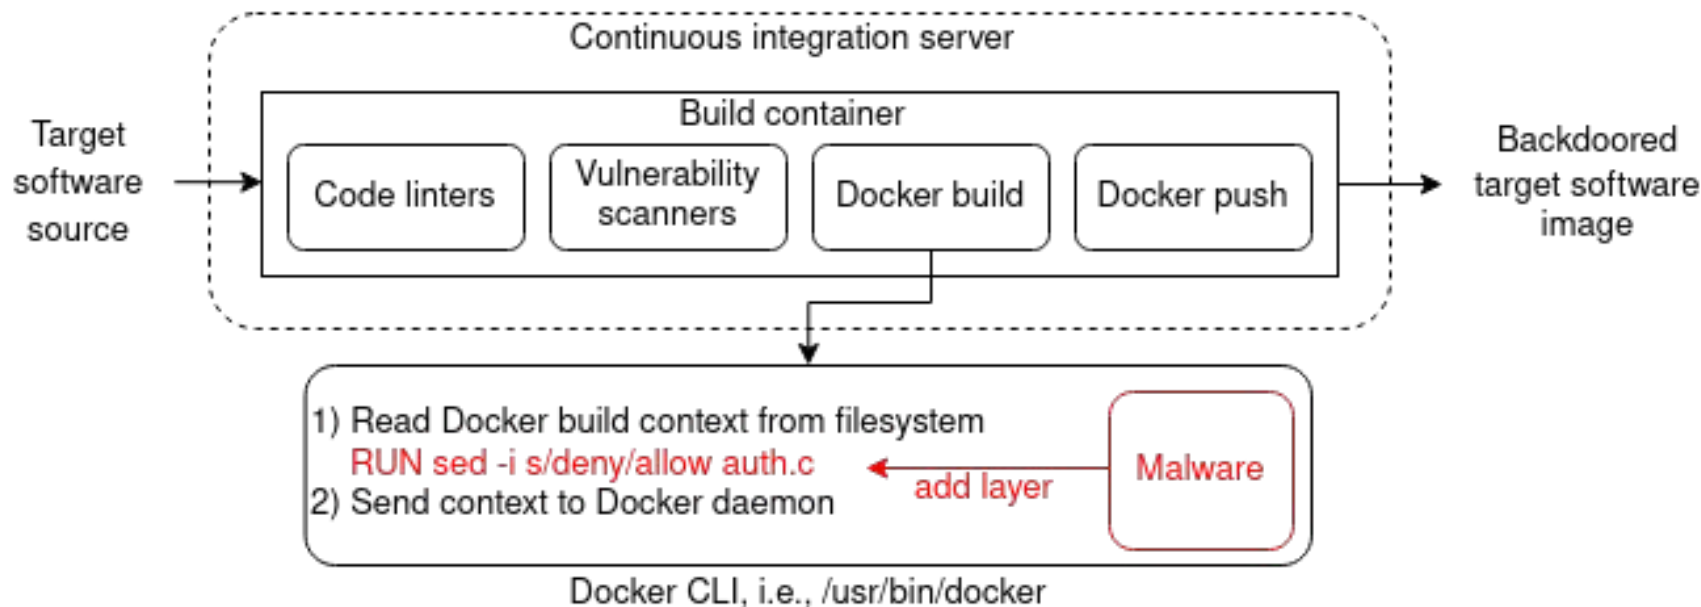 Continuous integration server
Build container
Target
software
source
Code linters
Vulnerability
scanners
Docker build
Docker push
Backdoored
target software
image
1) Read Docker build context from filesystem
RUN sed -i s/deny/allow auth.c
2) Send context to Docker daemon
add layer
Malware
Docker CLI, i.e., /usr/bin/docker